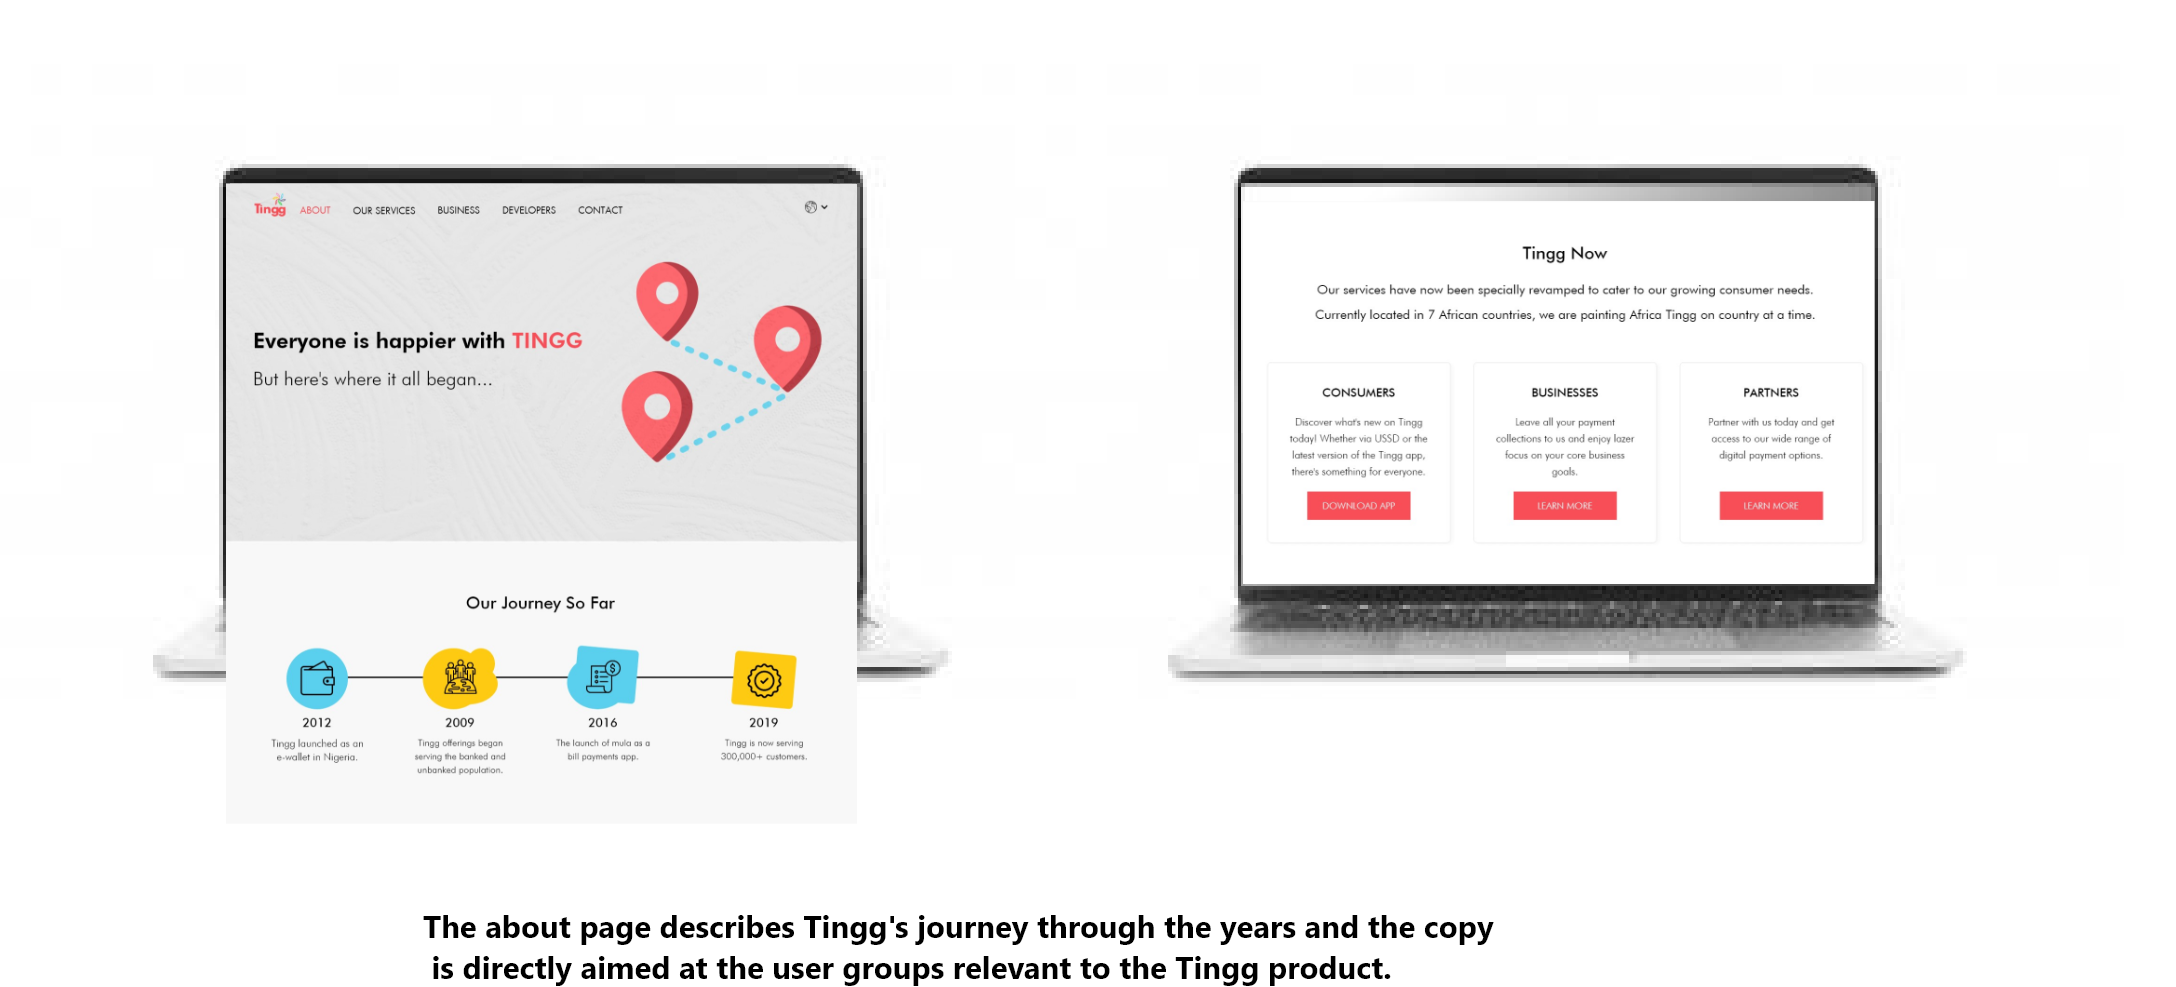 Tingg ABOUT OUR SERVICES BUSINESS DEVELOPERS CONTACT
Everyone is happier with TINGG
But here's where it all began...
Our Journey So Far
2012
Tingg launched as an
e-wallet in Nigeria.
2009
Tingg offerings began
serving the banked and
unbanked population.
2016
The launch of mula as a
bill payments app.
2019
Tingg is now serving
300,000+ customers.
Tingg Now
Our services have now been specially revamped to cater to our growing consumer needs.
Currently located in 7 African countries, we are painting Africa Tingg on country at a time.
CONSUMERS
Discover what's new on Tingg
today! Whether via USSD or the
latest version of the Tingg app,
there's something for everyone.
DOWNLOAD APP
BUSINESSES
Leave all your payment
collections to us and enjoy lazer
focus on your core business
goals.
LEARN MORE
PARTNERS
Partner with us today and get
access to our wide range of
digital payment options.
LEARN MORE
The about page describes Tingg's journey through the years and the copy
is directly aimed at the user groups relevant to the Tingg product.